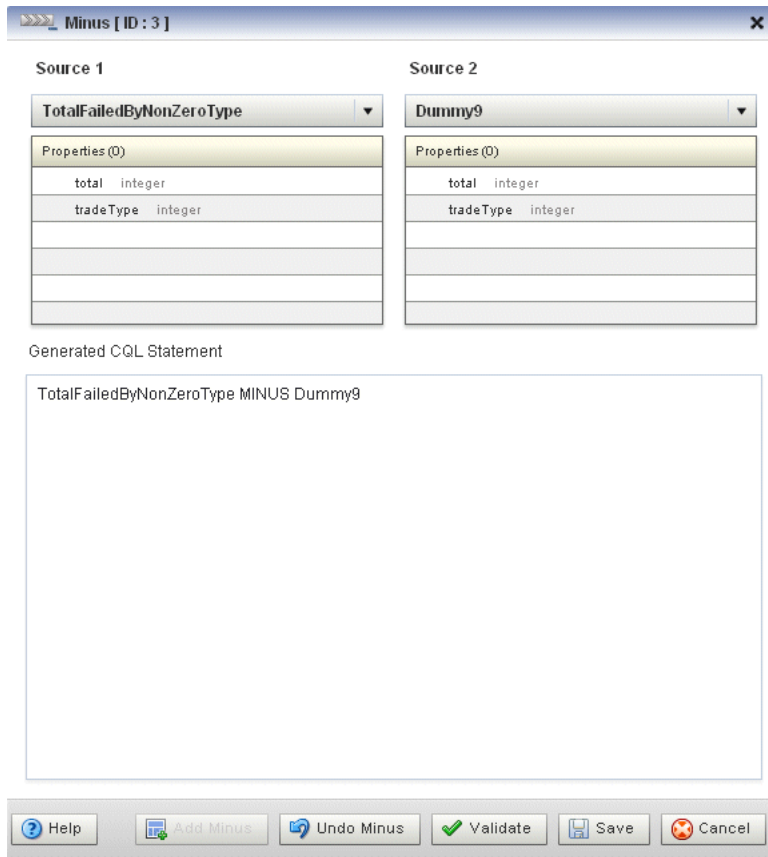 Minus [ ID : 3 ]
Source 1
Source 2
TotalFailedByNonZeroType
Dummy9
Properties (0)
Properties (0)
total integer
total integer
tradeType integer
tradeType integer
Generated CQL Statement
TotalFailedByNonZeroType MINUS Dummy9
Help
Add Minus
Undo Minus
Validate
Save
Cancel